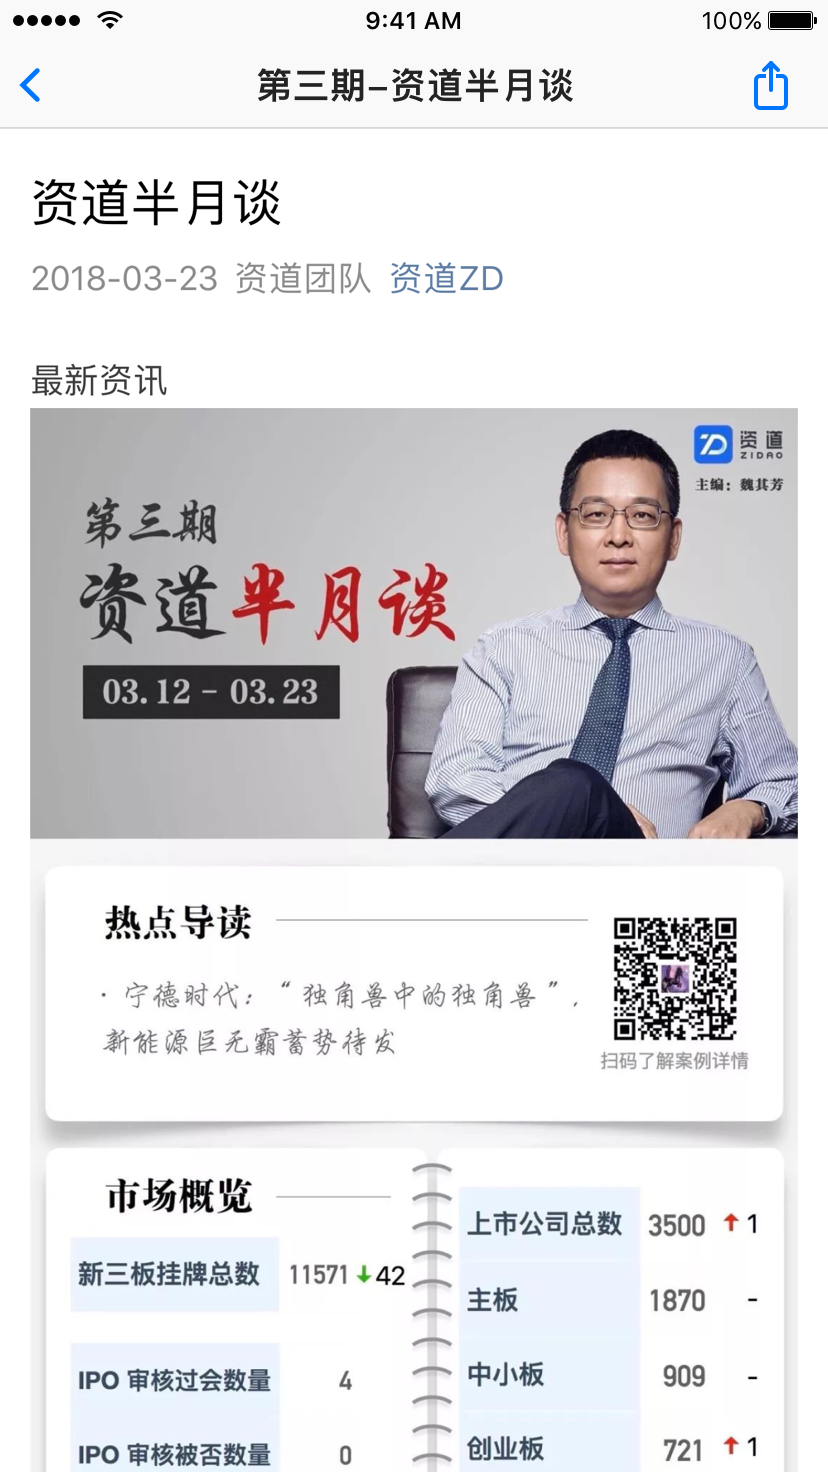 9:41 AM 100%
第三期-资道半月谈
资道半月谈
2018-03-23 资道团队 资道ZD
最新资讯
ZD 资道
ZIDAO
主编：魏其芳
第三期
资道半月谈
03.12 - 03.23
热点导读
· 宁德时代：“独角兽中的独角兽”，
新能源巨无霸蓄势待发
扫码了解案例详情
市场概览
新三板挂牌总数 11571 ↓42
IPO 审核过会数量 4
IPO 审核被否数量 0
上市公司总数 3500 ↑ 1
主板 1870 -
中小板 909 -
创业板 721 ↑ 1